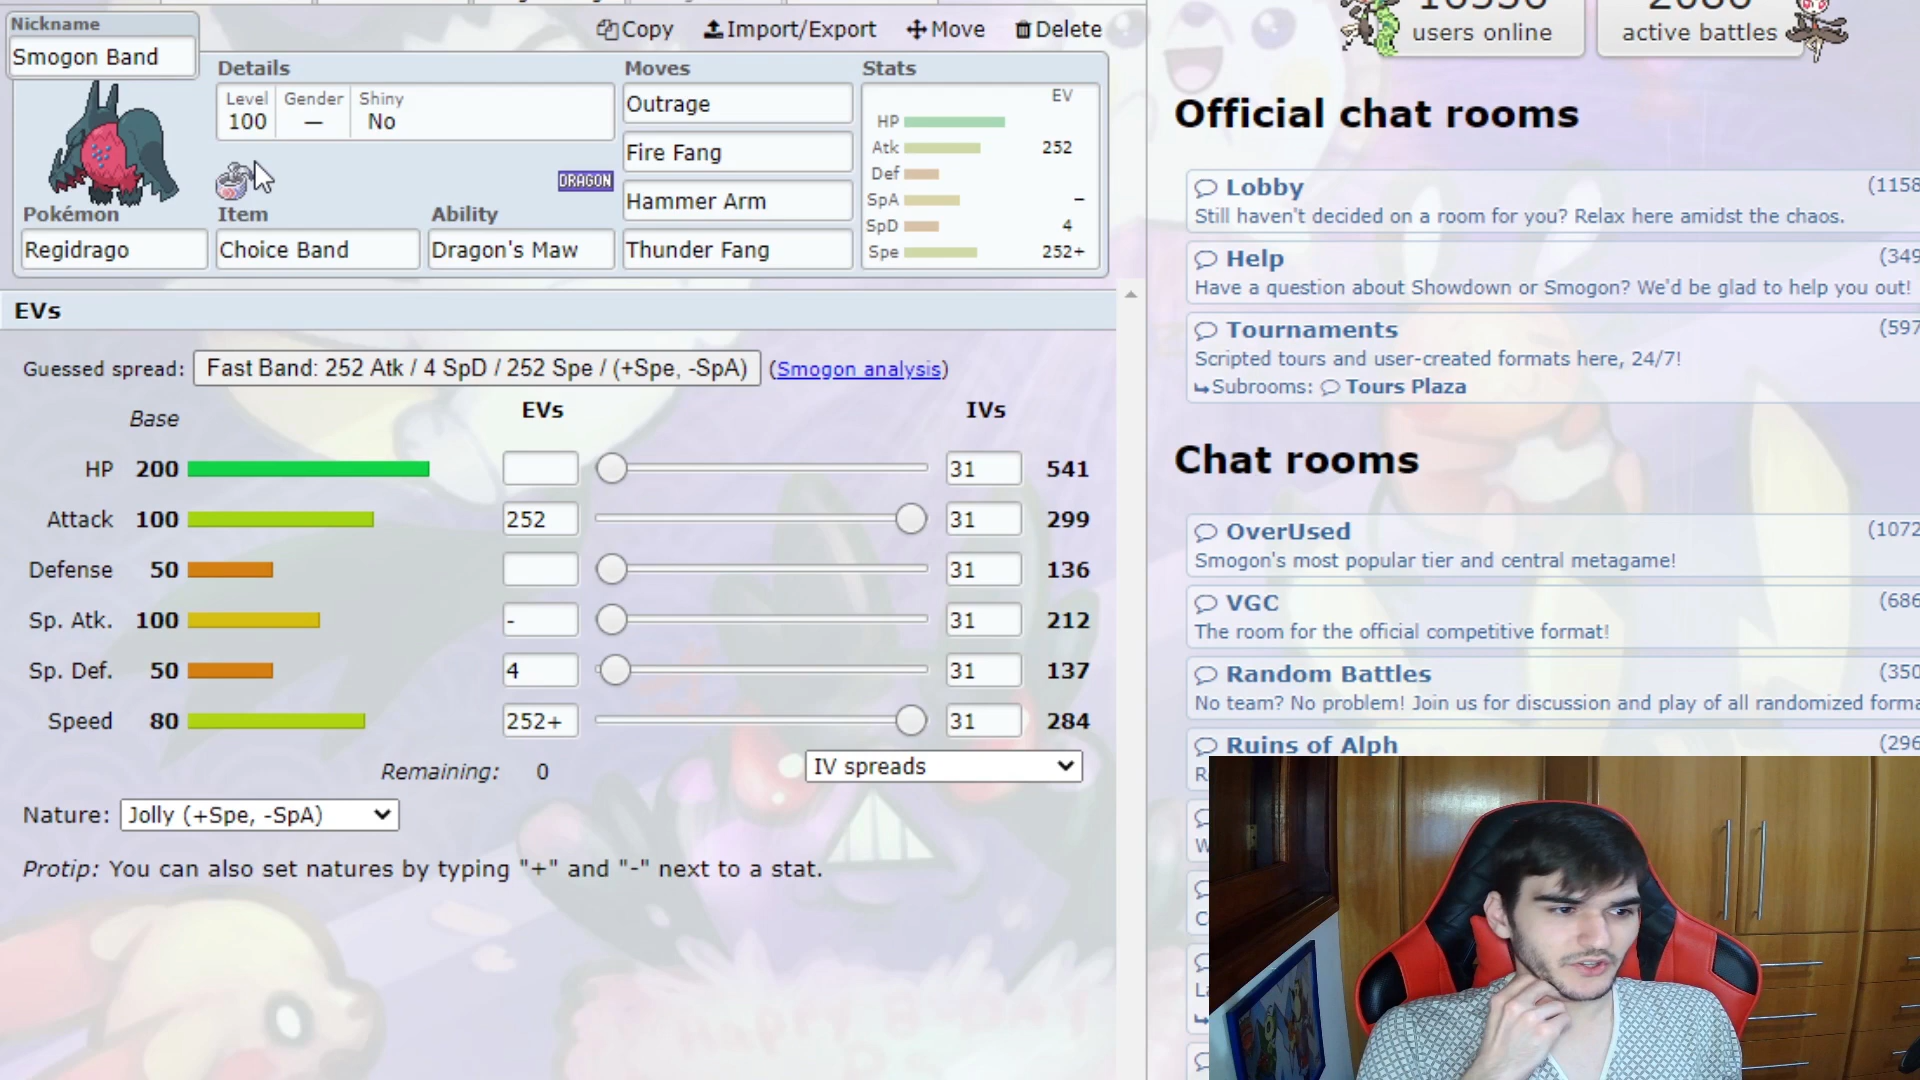 Nickname
Smogon Band
Copy Import/Export Move Delete
Details
Level Gender Shiny
100 — No
DRAGON
Pokémon Item Ability
Regidrago Choice Band Dragon's Maw
Moves
Outrage
Fire Fang
Hammer Arm
Thunder Fang
Stats
EV
HP
Atk 252
Def
SpA -
SpD 4
Spe 252+
EVs
Guessed spread: Fast Band: 252 Atk / 4 SpD / 252 Spe / (+Spe, -SpA) (Smogon analysis)
Base EVs IVs
HP 200 31 541
Attack 100 252 31 299
Defense 50 31 136
Sp. Atk. 100 - 31 212
Sp. Def. 50 4 31 137
Speed 80 252+ 31 284
Remaining: 0
IV spreads
Nature: Jolly (+Spe, -SpA)
Protip: You can also set natures by typing "+" and "-" next to a stat.
users online
active battles
Official chat rooms
Lobby (1158
Still haven't decided on a room for you? Relax here amidst the chaos.
Help (349
Have a question about Showdown or Smogon? We'd be glad to help you out!
Tournaments (597
Scripted tours and user-created formats here, 24/7!
Subrooms: Tours Plaza
Chat rooms
OverUsed (1072
Smogon's most popular tier and central metagame!
VGC (686
The room for the official competitive format!
Random Battles (350
No team? No problem! Join us for discussion and play of all randomized forma
Ruins of Alph (296